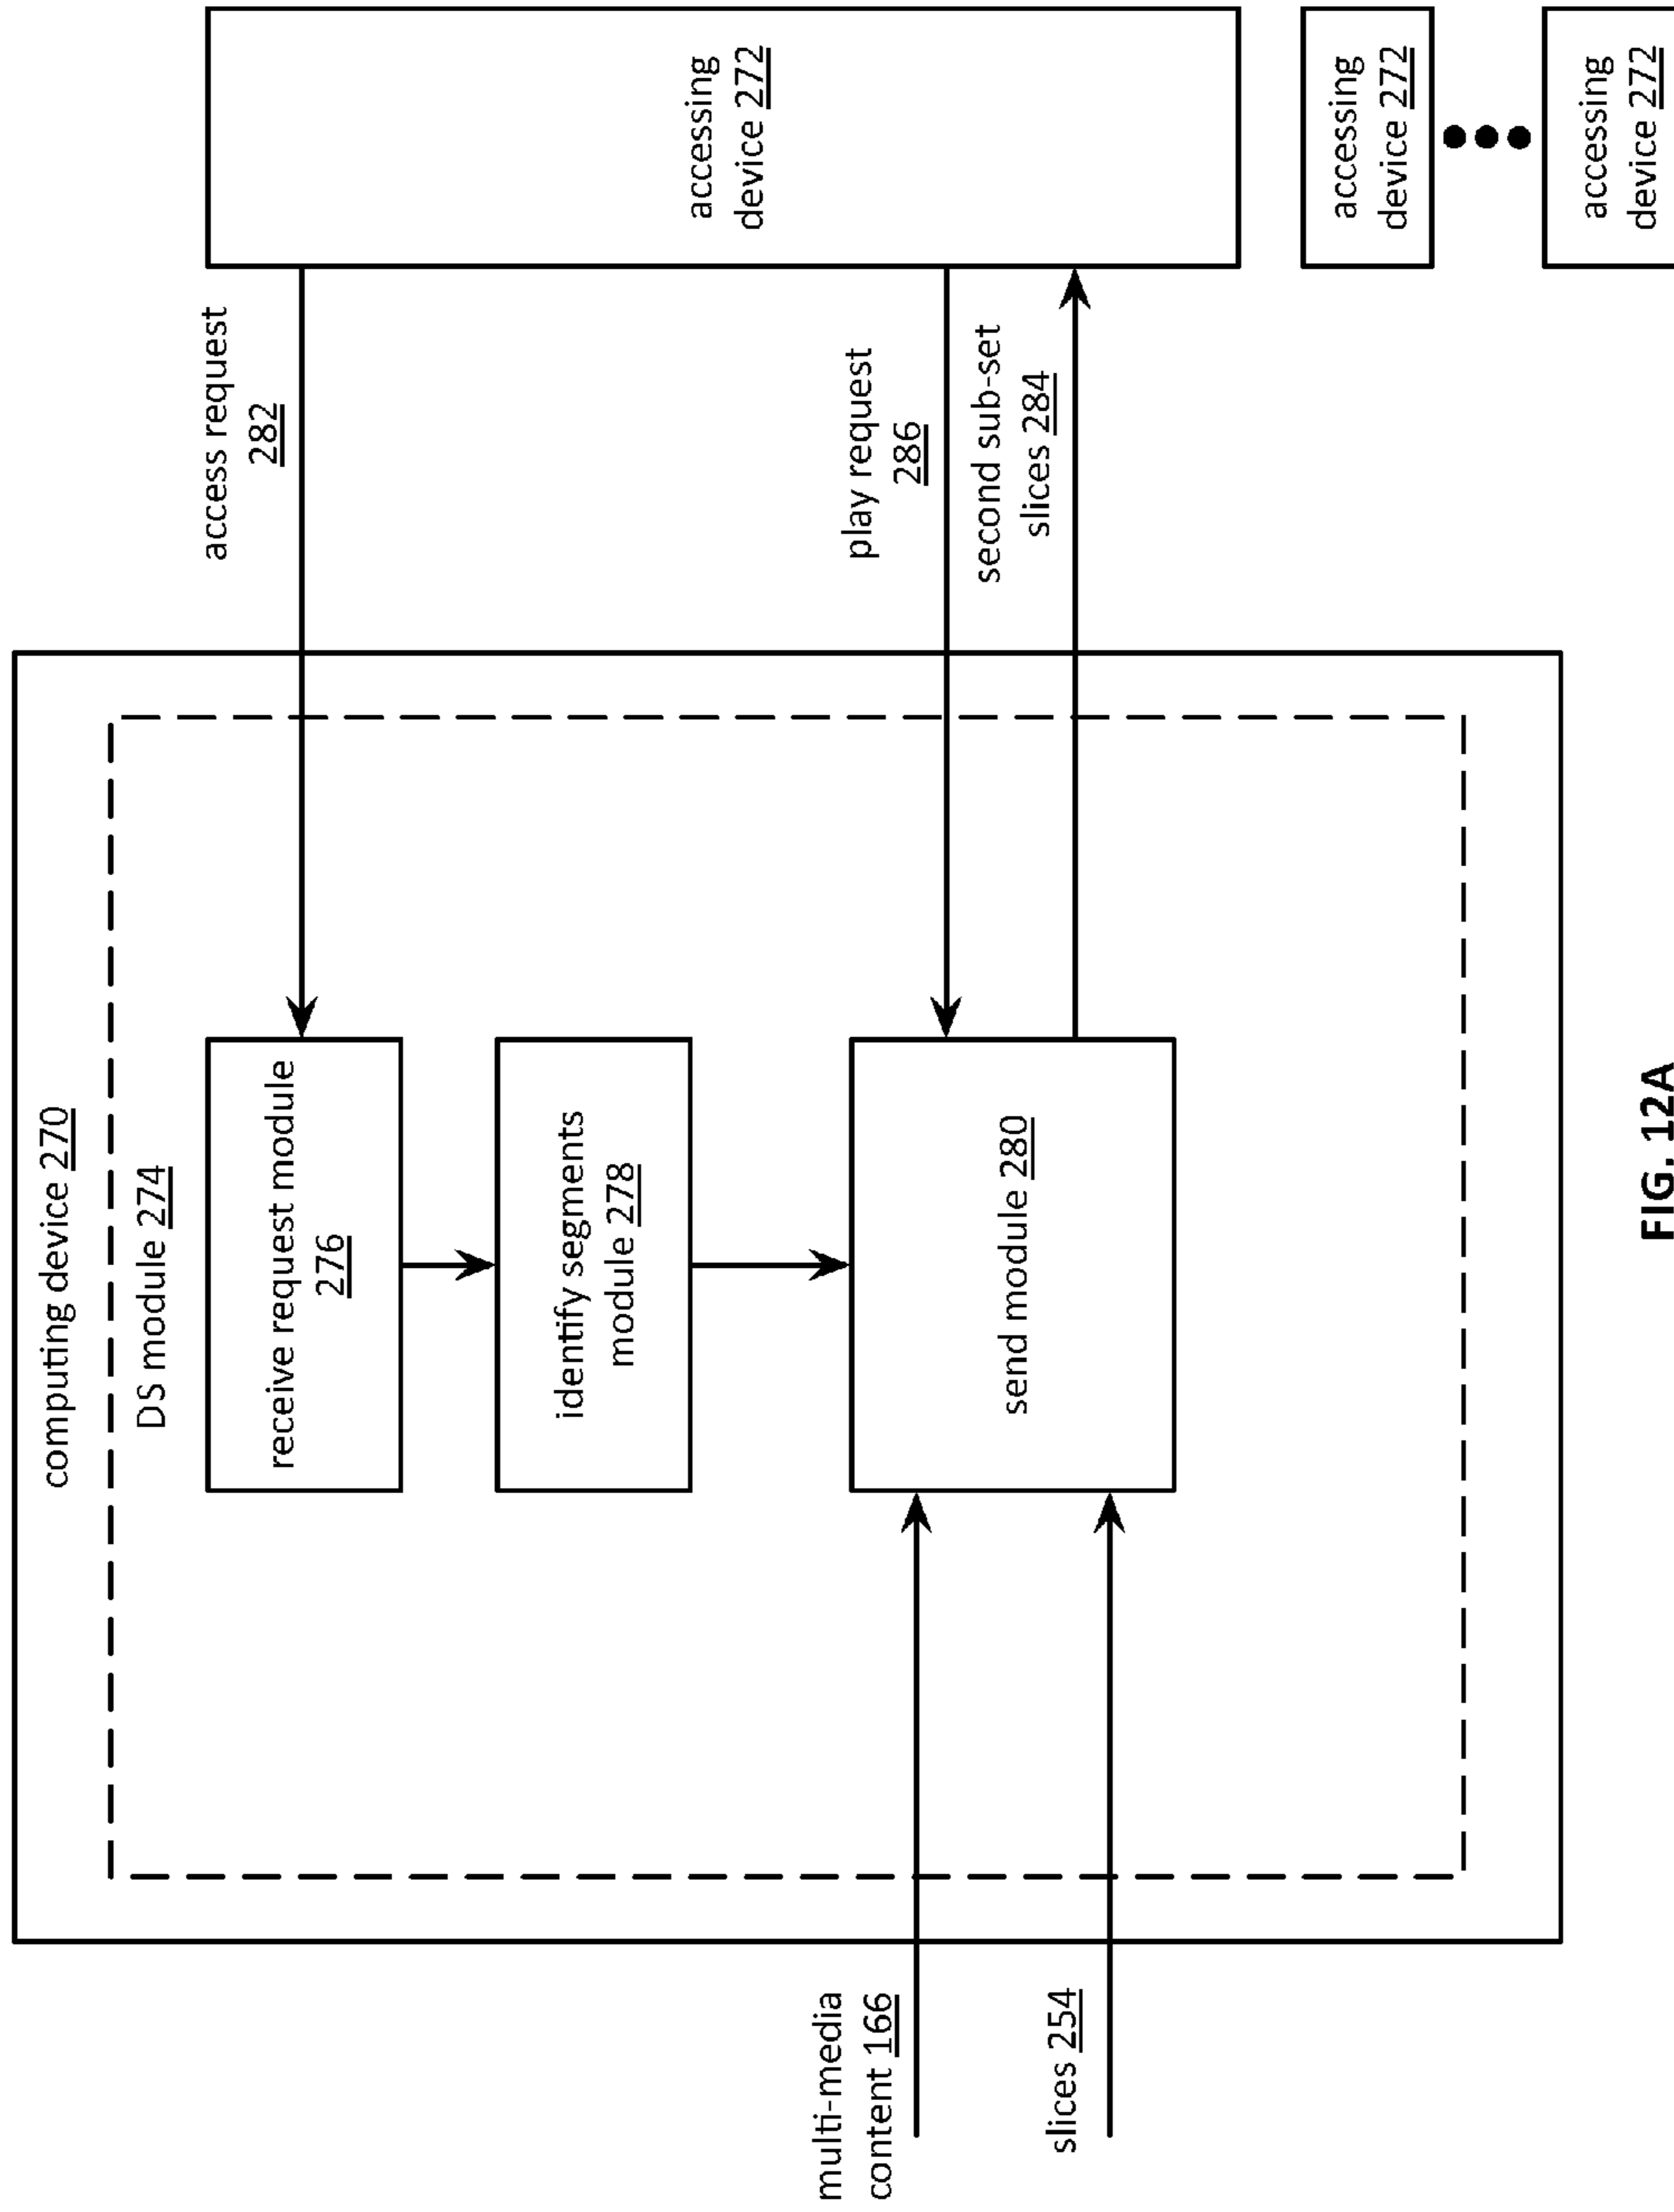 computing device 270
DS module 274
receive request module
276
identify segments
module 278
send module 280
multi-media
content 166
slices 254
access request
282
play request
286
second sub-set
slices 284
accessing
device 272
accessing
device 272
accessing
device 272
FIG. 12A